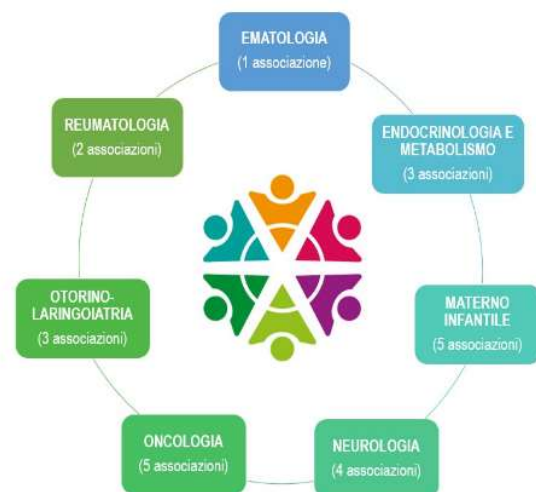 EMATOLOGIA
(1 associazione)
ENDOCRINOLOGIA E
METABOLISMO
(3 associazioni)
MATERNO
INFANTILE
(5 associazioni)
NEUROLOGIA
(4 associazioni)
ONCOLOGIA
(5 associazioni)
OTORINO-
LARINGOIATRIA
(3 associazioni)
REUMATOLOGIA
(2 associazioni)